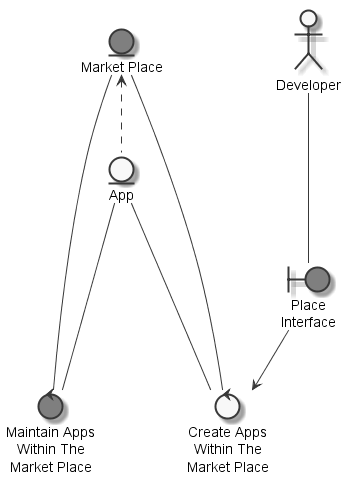 Market Place
Developer
App
Place
Interface
Maintain Apps
Within The
Market Place
Create Apps
Within The
Market Place